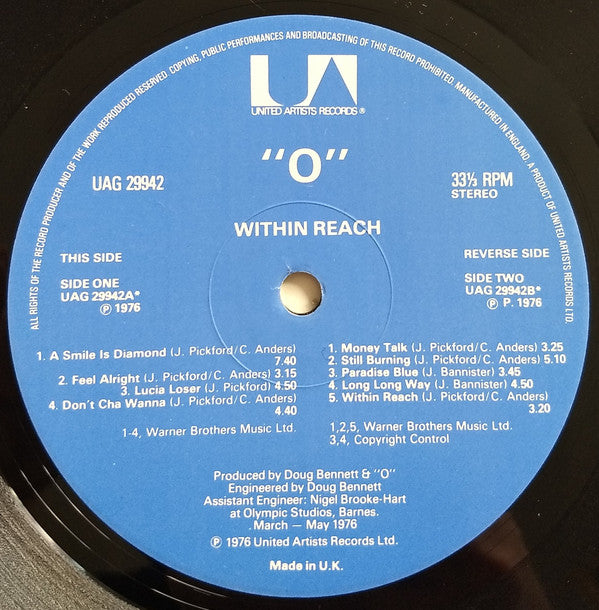 ALL RIGHTS OF THE RECORD PRODUCER AND OF THE WORK REPRODUCED RESERVED. COPYING, PUBLIC PERFORMANCES AND BROADCASTING OF THIS RECORD PROHIBITED. MANUFACTURED IN ENGLAND. A PRODUCT OF UNITED ARTISTS RECORDS LTD.
UA
UNITED ARTISTS RECORDS ®
"O"
UAG 29942
33⅓ RPM
STEREO
WITHIN REACH
THIS SIDE
SIDE ONE
UAG 29942A*
℗ 1976
REVERSE SIDE
SIDE TWO
UAG 29942B*
℗ P. 1976
1. A Smile Is Diamond (J. Pickford/C. Anders)
7.40
2. Feel Alright (J. Pickford/C. Anders) 3.15
3. Lucia Loser (J. Pickford) 4.50
4. Don't Cha Wanna (J. Pickford/C. Anders)
4.40
1-4, Warner Brothers Music Ltd.
1. Money Talk (J. Pickford/C. Anders) 3.25
2. Still Burning (J. Pickford/C. Anders) 5.10
3. Paradise Blue (J. Bannister) 3.45
4. Long Long Way (J. Bannister) 4.50
5. Within Reach (J. Pickford/C. Anders)
3.20
1,2,5, Warner Brothers Music Ltd.
3,4, Copyright Control
Produced by Doug Bennett & "O"
Engineered by Doug Bennett
Assistant Engineer: Nigel Brooke-Hart
at Olympic Studios, Barnes.
March — May 1976
℗ 1976 United Artists Records Ltd.
Made in U.K.